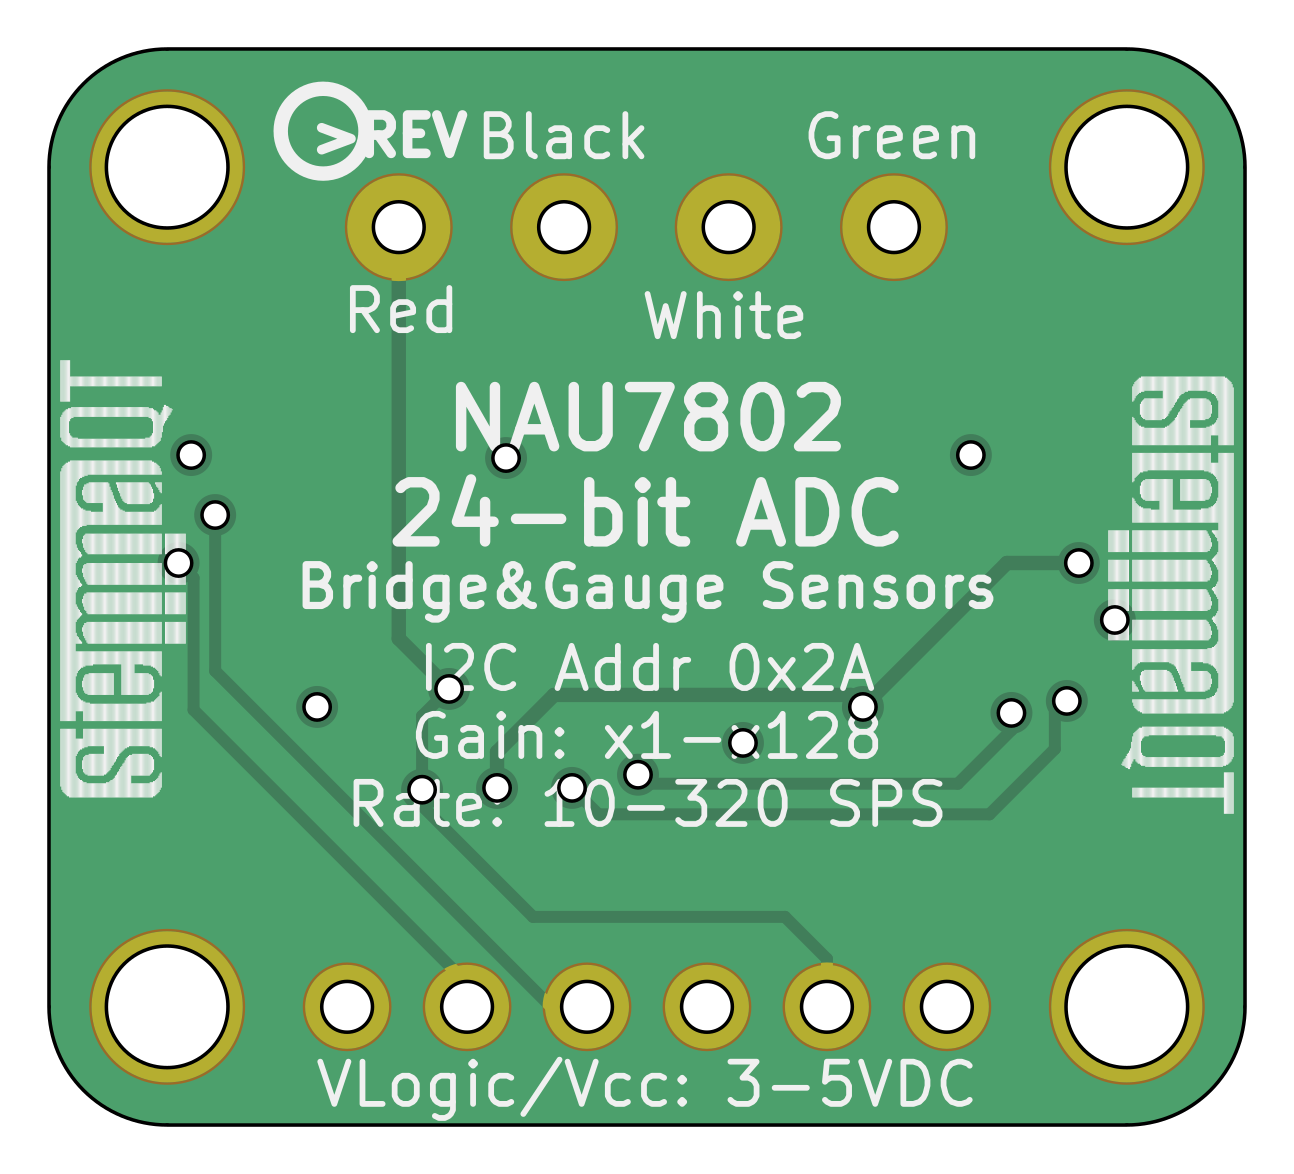 REV Black Green
Red White
NAU7802
24-bit ADC
Bridge&Gauge Sensors
I2C Addr 0x2A
Gain: x1-x128
Rate: 10-320 SPS
VLogic/Vcc: 3-5VDC
stemmaQT
stemmaQT